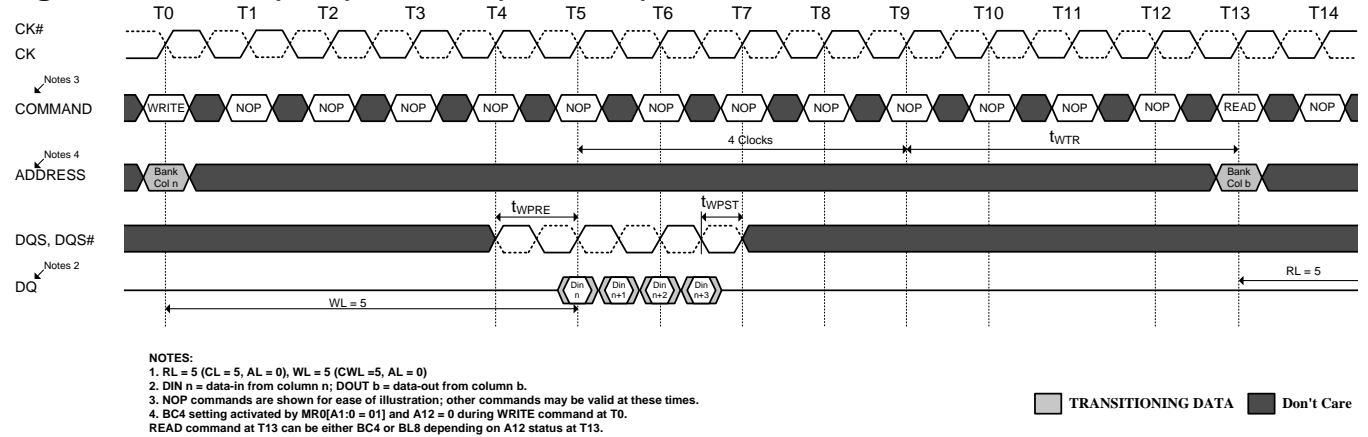 T0 T1 T2 T3 T4 T5 T6 T7 T8 T9 T10 T11 T12 T13 T14
CK#
CK
Notes 3
COMMAND
WRITE NOP NOP NOP NOP NOP NOP NOP NOP NOP NOP NOP NOP READ NOP
4 Clocks
tWTR
Notes 4
ADDRESS
Bank
Col n
Bank
Col b
tWPRE
tWPST
DQS, DQS#
Notes 2
DQ
Din
n
Din
n+1
Din
n+2
Din
n+3
RL = 5
WL = 5
NOTES:
1. RL = 5 (CL = 5, AL = 0), WL = 5 (CWL =5, AL = 0)
2. DIN n = data-in from column n; DOUT b = data-out from column b.
3. NOP commands are shown for ease of illustration; other commands may be valid at these times.
4. BC4 setting activated by MR0[A1:0 = 01] and A12 = 0 during WRITE command at T0.
READ command at T13 can be either BC4 or BL8 depending on A12 status at T13.
TRANSITIONING DATA
Don't Care